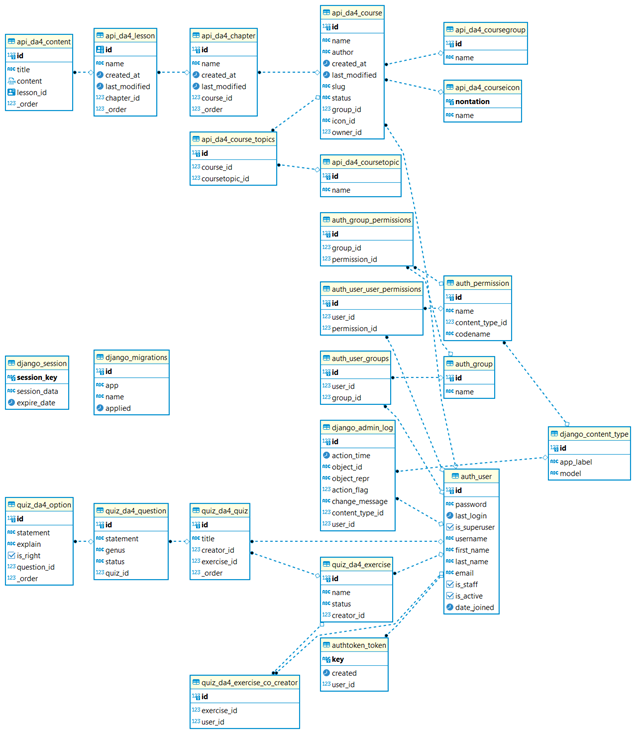 api_da4_content
id
title
content
lesson_id
_order
api_da4_lesson
id
name
created_at
last_modified
chapter_id
_order
api_da4_chapter
id
name
created_at
last_modified
course_id
_order
api_da4_course
id
name
author
created_at
last_modified
slug
status
group_id
icon_id
owner_id
api_da4_coursegroup
id
name
api_da4_courseicon
nontation
name
api_da4_course_topics
id
course_id
coursetopic_id
api_da4_coursetopic
id
name
auth_group_permissions
id
group_id
permission_id
auth_user_user_permissions
id
user_id
permission_id
auth_permission
id
name
content_type_id
codename
django_session
session_key
session_data
expire_date
django_migrations
id
app
name
applied
auth_user_groups
id
user_id
group_id
auth_group
id
name
django_admin_log
id
action_time
object_id
object_repr
action_flag
change_message
content_type_id
user_id
django_content_type
id
app_label
model
auth_user
id
password
last_login
is_superuser
username
first_name
last_name
email
is_staff
is_active
date_joined
quiz_da4_option
id
statement
explain
is_right
question_id
_order
quiz_da4_question
id
statement
genus
status
quiz_id
quiz_da4_quiz
id
title
creator_id
exercise_id
_order
quiz_da4_exercise
id
name
status
creator_id
authtoken_token
key
created
user_id
quiz_da4_exercise_co_creator
id
exercise_id
user_id